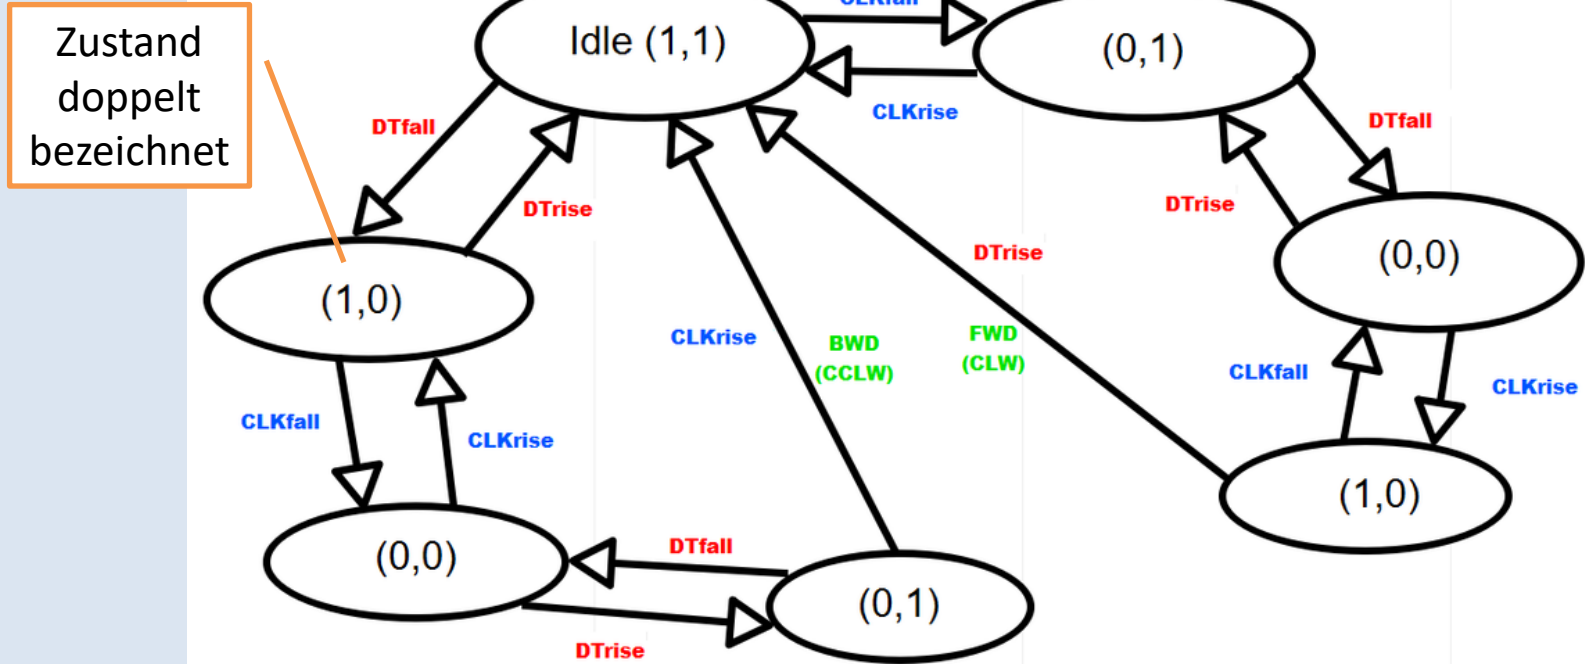 CLKfall
Zustand
doppelt
bezeichnet
Idle (1,1)
(0,1)
CLKrise
DTfall
DTfall
DTrise
DTrise
DTrise
(0,0)
(1,0)
CLKrise
BWD
(CCLW)
FWD
(CLW)
CLKfall
CLKrise
CLKfall
CLKrise
(1,0)
DTfall
(0,0)
(0,1)
DTrise